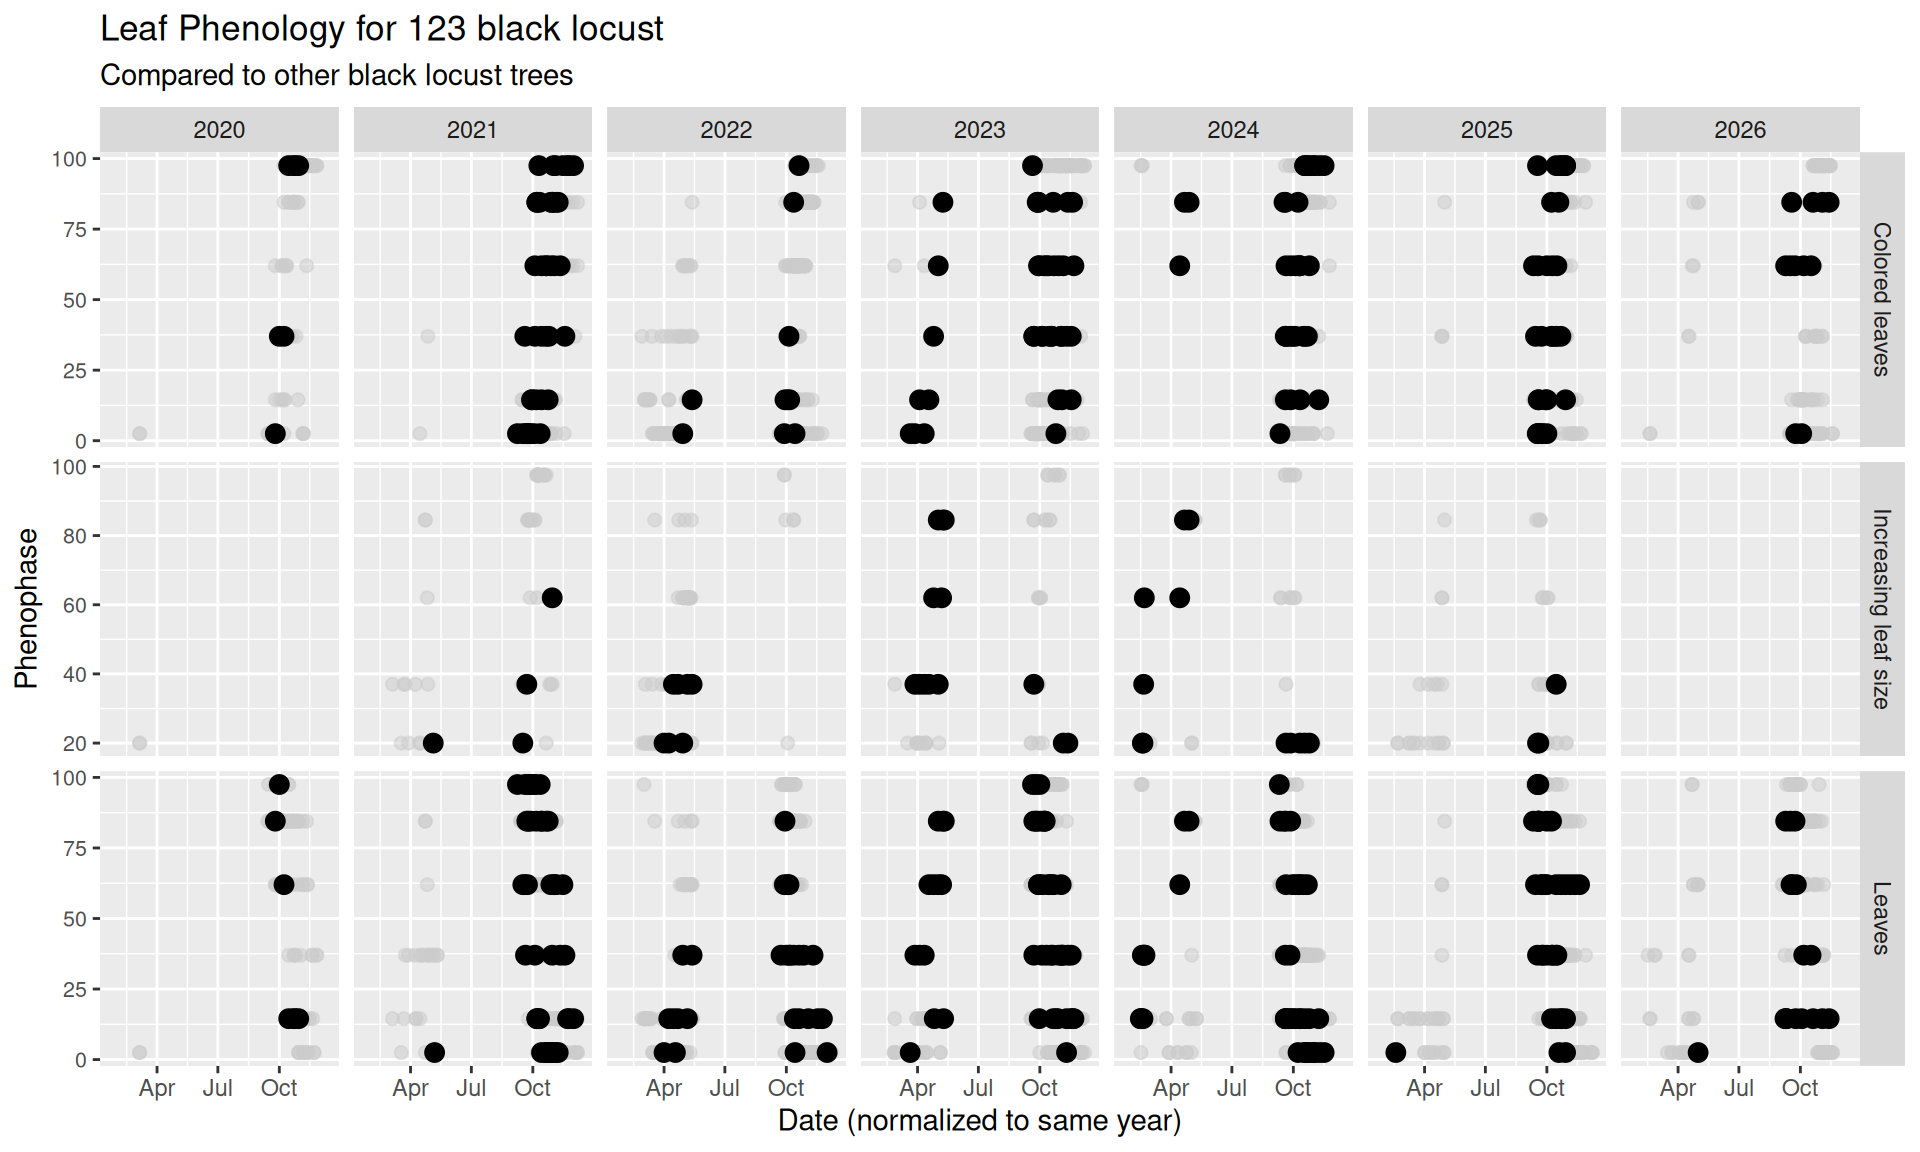 Leaf Phenology for 123 black locust
Compared to other black locust trees
2020 2021 2022 2023 2024 2025 2026
100
75
50
25
0
Colored leaves
100
80
60
40
20
Increasing leaf size
100
75
50
25
0
Leaves
Phenophase
Apr Jul Oct Apr Jul Oct Apr Jul Oct Apr Jul Oct Apr Jul Oct Apr Jul Oct Apr Jul Oct
Date (normalized to same year)